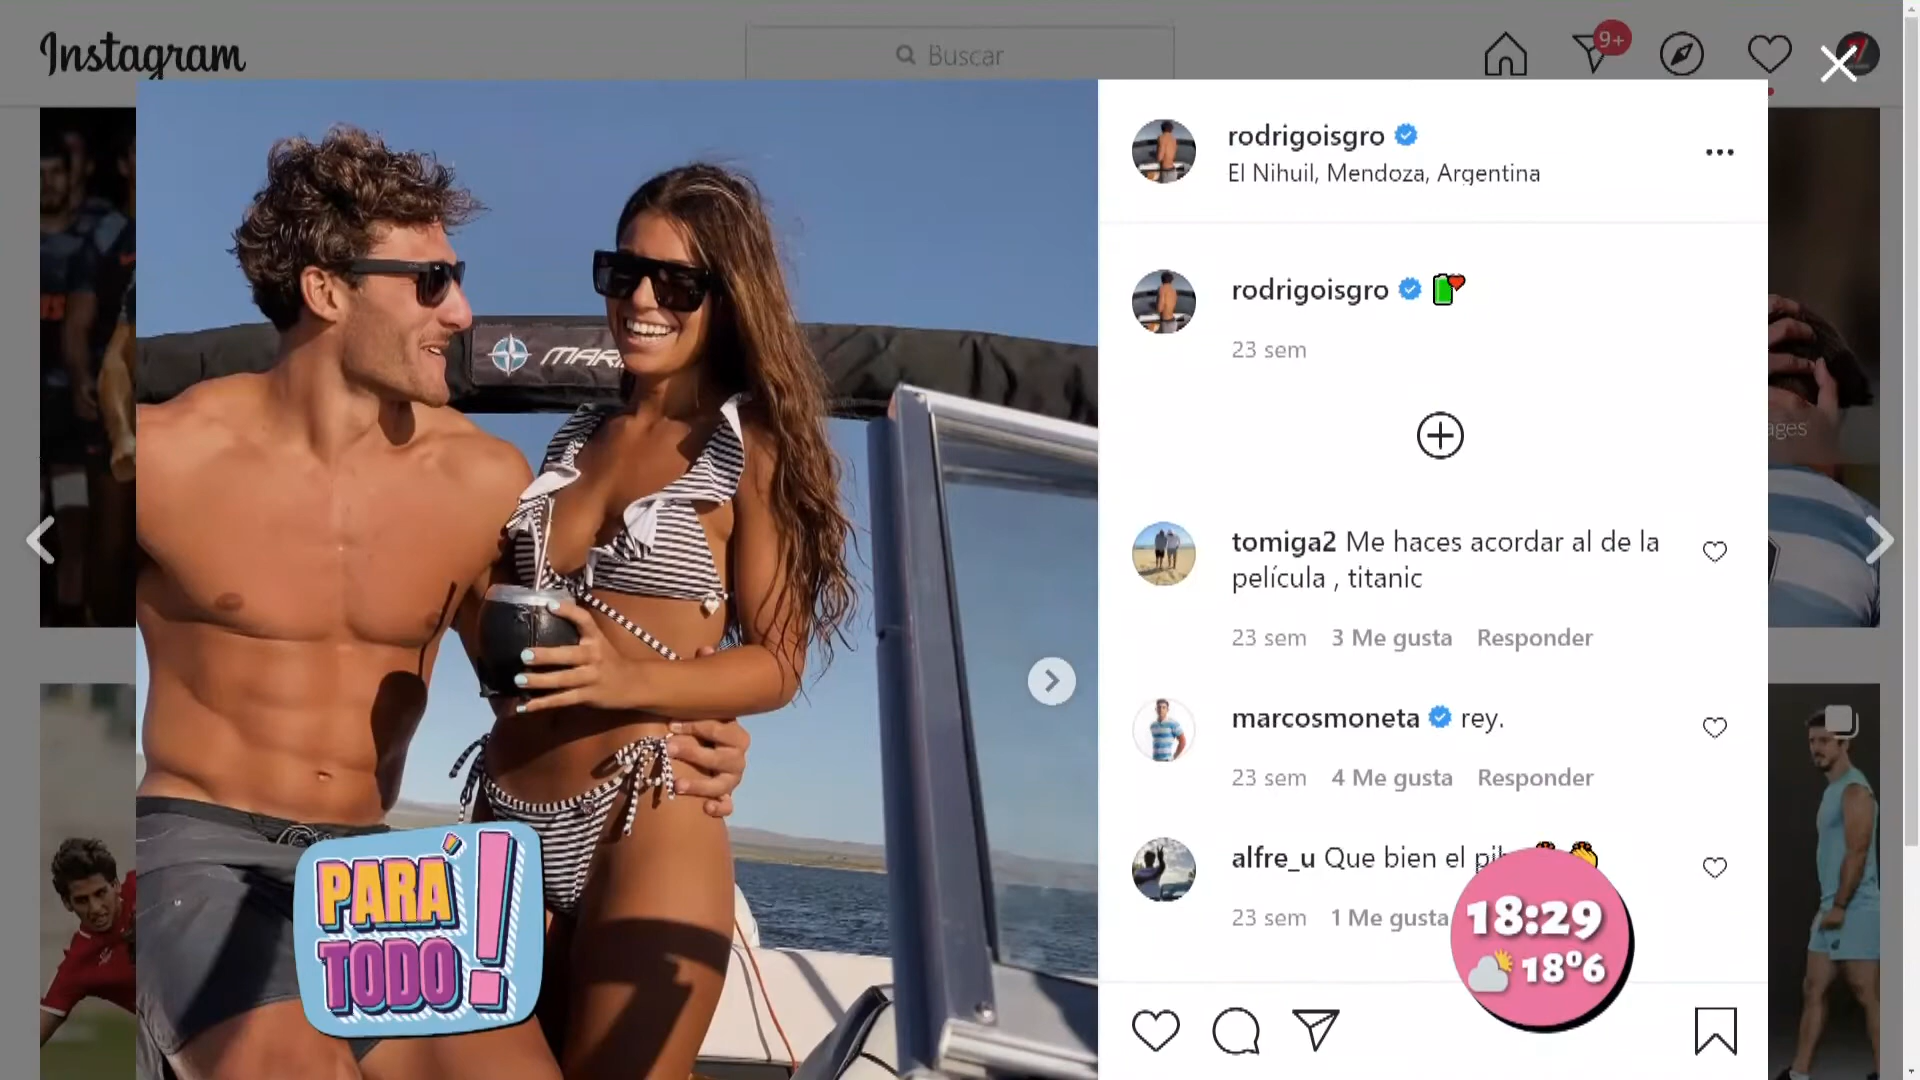 Instagram
Buscar
9+
rodrigoisgro
El Nihuil, Mendoza, Argentina
rodrigoisgro
23 sem
tomiga2 Me haces acordar al de la
película , titanic
23 sem 3 Me gusta Responder
marcosmoneta rey.
23 sem 4 Me gusta Responder
alfre_u Que bien el
23 sem 1 Me gusta
PARÁ
TODO!
18:29
18°6